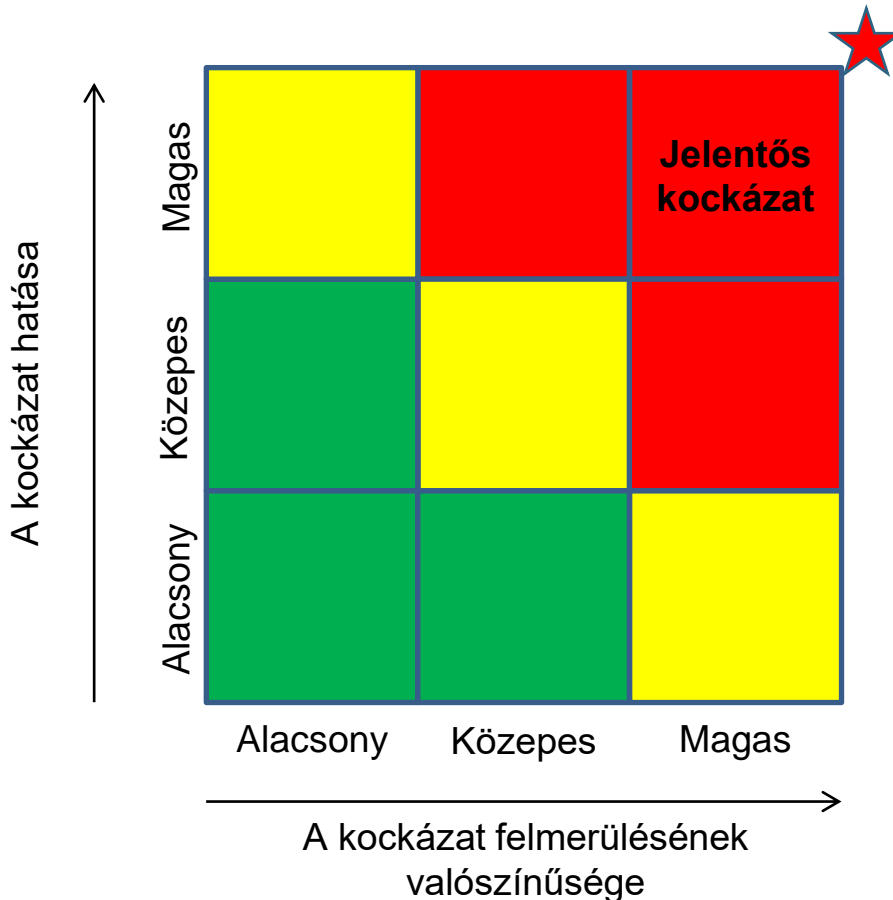 Jelentős
kockázat
A kockázat hatása
Magas
Közepes
Alacsony
Alacsony
Közepes
Magas
A kockázat felmerülésének
valószínűsége